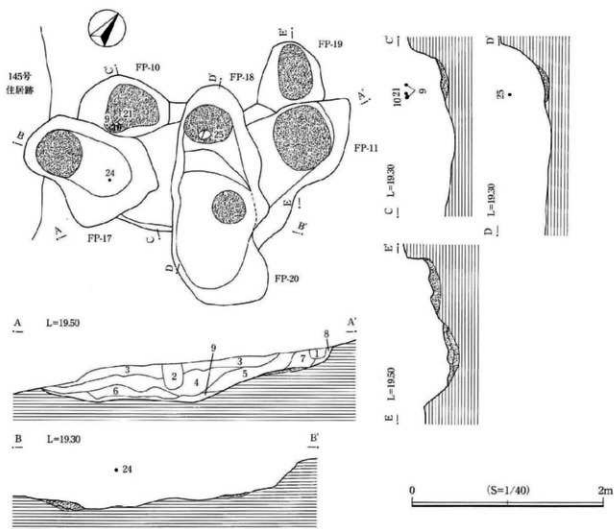 145号
住居跡
FP-10
FP-18
FP-19
FP-11
FP-17
FP-20
C'
D'
E'
A'
B
21
9
25
24
A
C
D
E
B'
A L=19.50 A'
3
2
4
9
3
5
7
1
8
6
B L=19.30 B'
24
C'
21
10
9
C L=19.30
D'
25
D L=19.30
E'
E L=19.50
0 (S=1/40) 2m